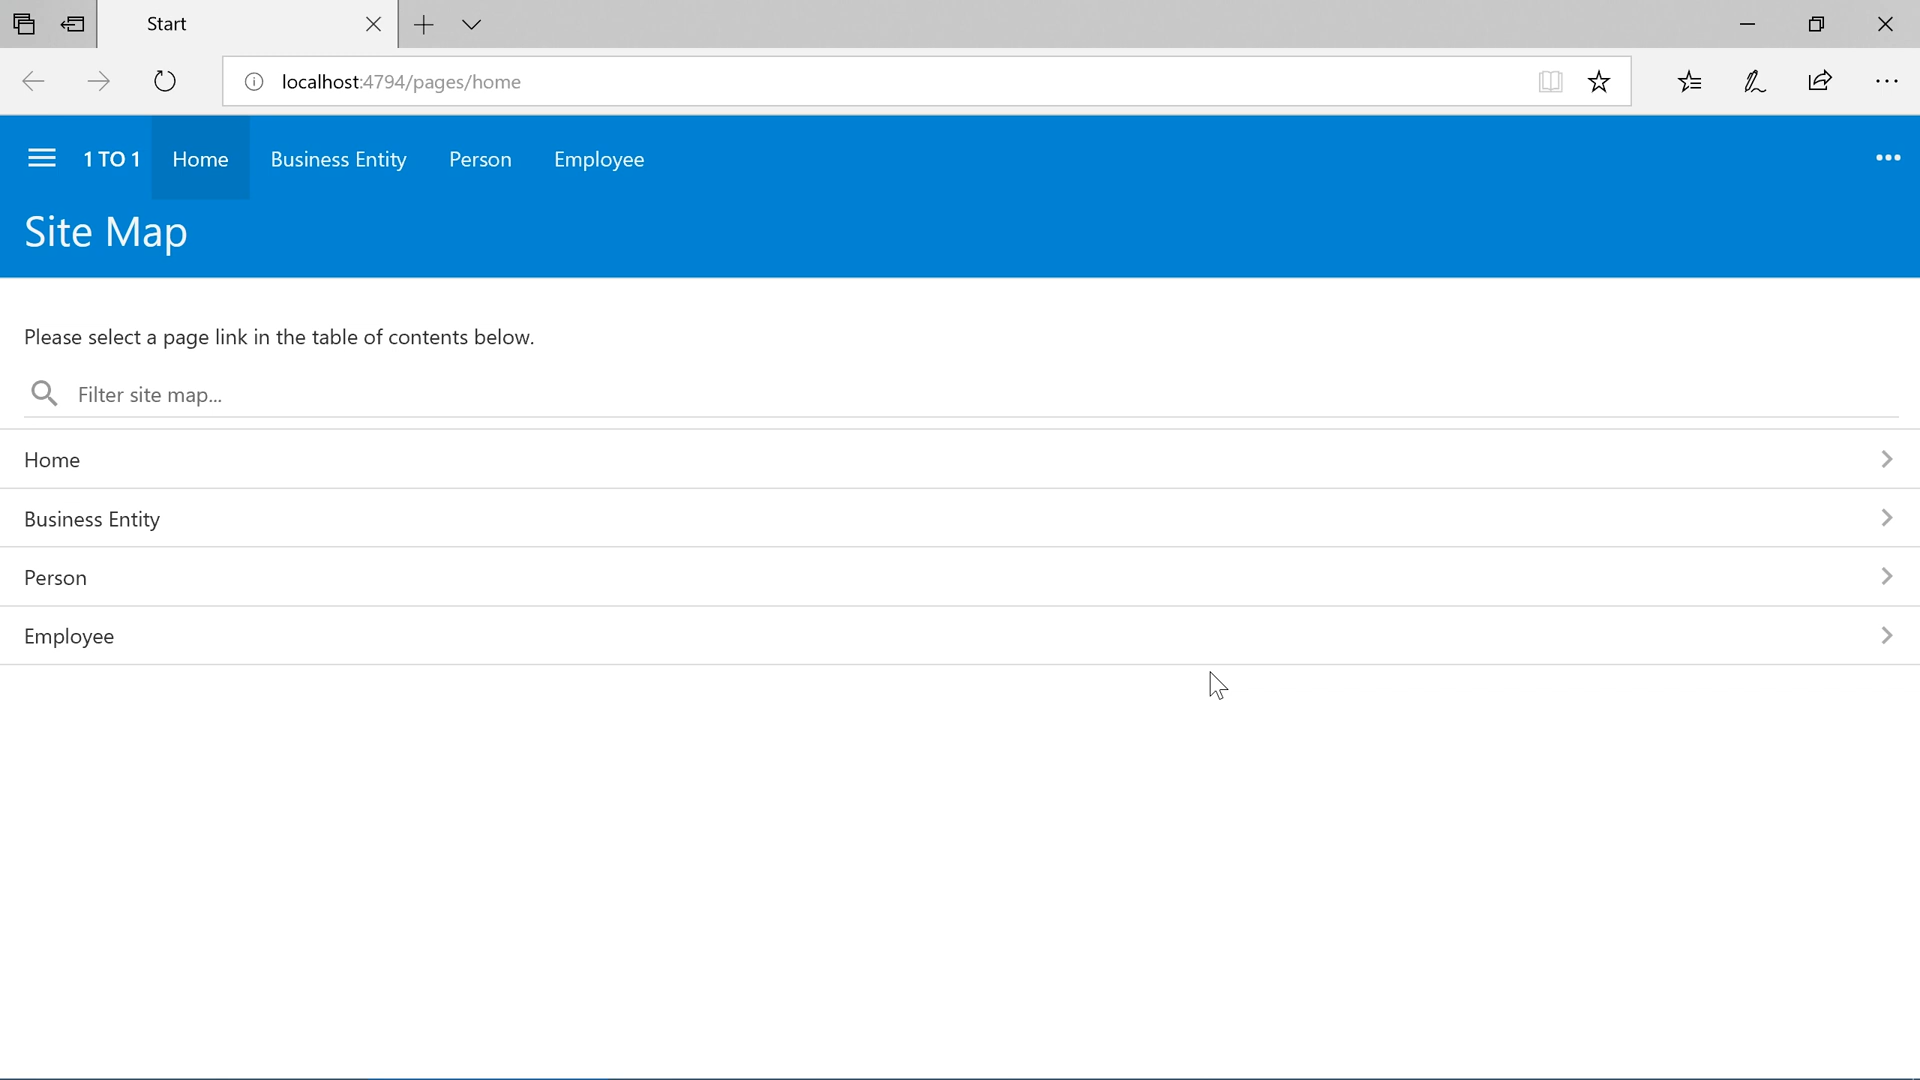 Start
localhost:4794/pages/home
1 TO 1 Home Business Entity Person Employee
Site Map
Please select a page link in the table of contents below.
Filter site map...
Home
Business Entity
Person
Employee